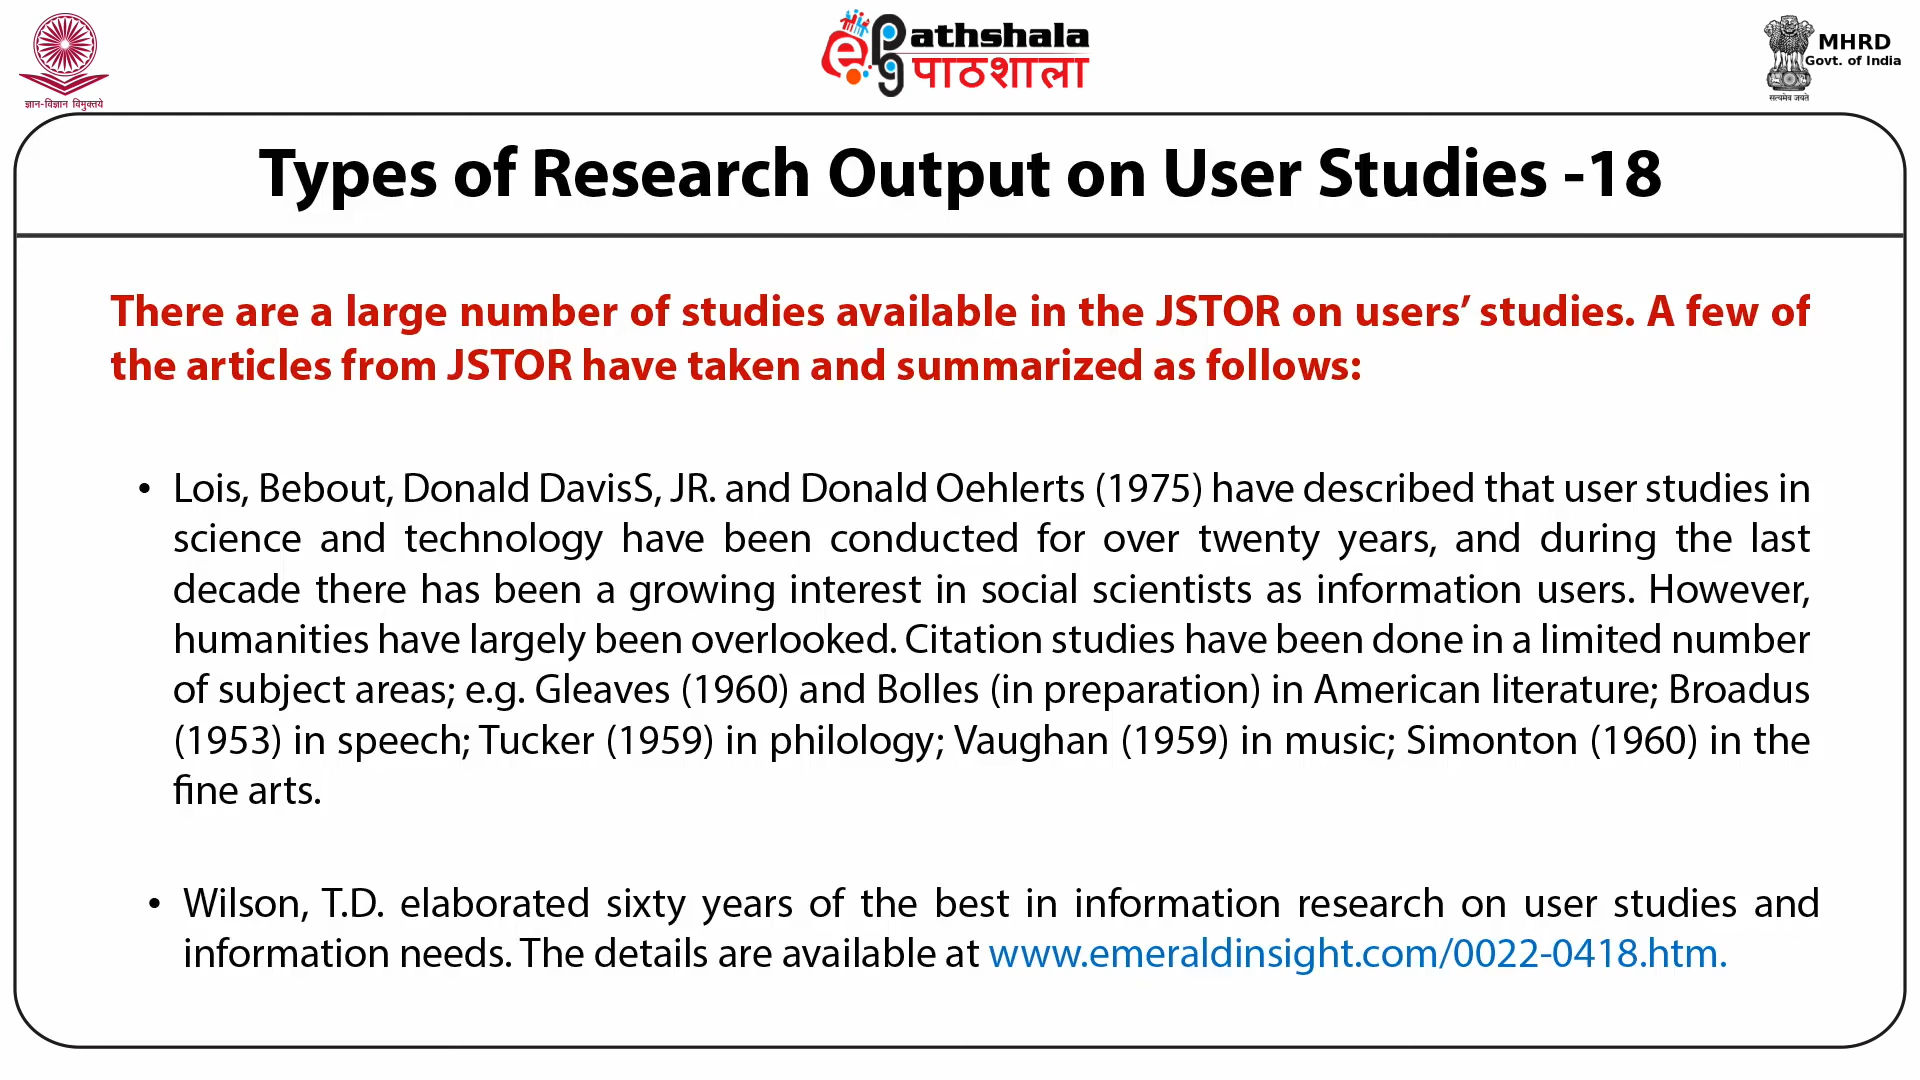 ज्ञान-विज्ञान विमुक्तये
e Pg athshala
पाठशाला
MHRD
Govt. of India
सत्यमेव जयते
Types of Research Output on User Studies -18
There are a large number of studies available in the JSTOR on users’ studies. A few of
the articles from JSTOR have taken and summarized as follows:
• Lois, Bebout, Donald DavisS, JR. and Donald Oehlerts (1975) have described that user studies in
science and technology have been conducted for over twenty years, and during the last
decade there has been a growing interest in social scientists as information users. However,
humanities have largely been overlooked. Citation studies have been done in a limited number
of subject areas; e.g. Gleaves (1960) and Bolles (in preparation) in American literature; Broadus
(1953) in speech; Tucker (1959) in philology; Vaughan (1959) in music; Simonton (1960) in the
fine arts.
• Wilson, T.D. elaborated sixty years of the best in information research on user studies and
information needs. The details are available at www.emeraldinsight.com/0022-0418.htm.